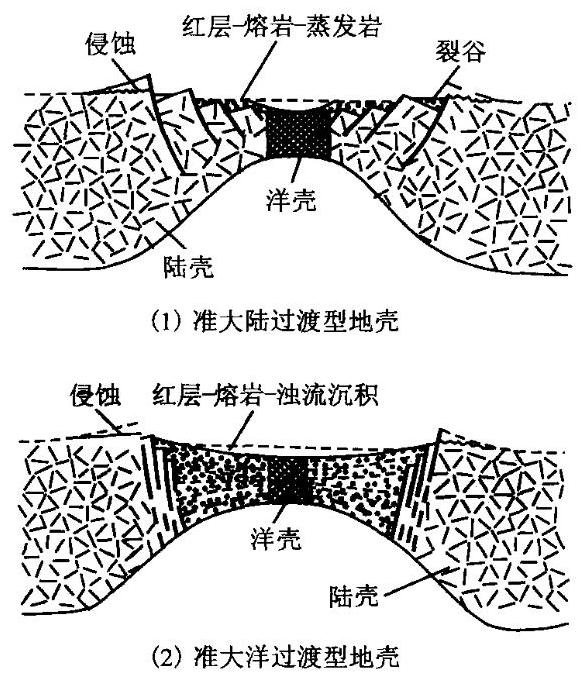 红层-熔岩-蒸发岩
侵蚀
裂谷
洋壳
陆壳
(1) 准大陆过渡型地壳
侵蚀 红层-熔岩-浊流沉积
洋壳
陆壳
(2) 准大洋过渡型地壳